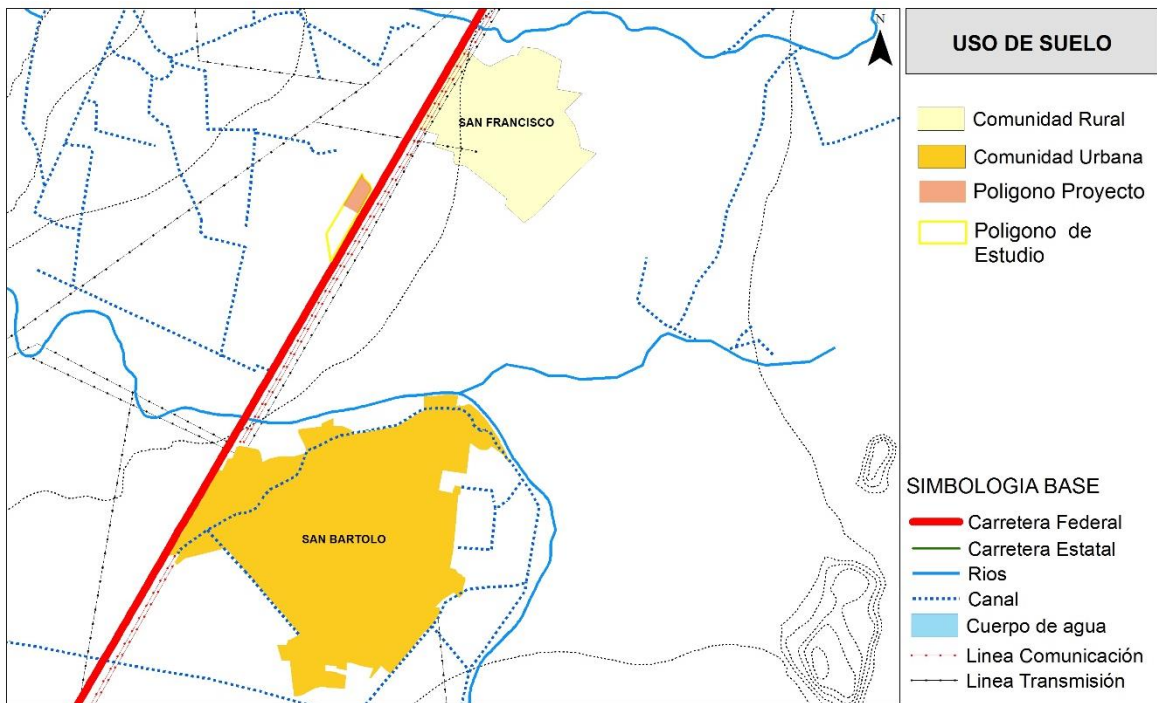 N
SAN FRANCISCO
SAN BARTOLO
USO DE SUELO
Comunidad Rural
Comunidad Urbana
Poligono Proyecto
Poligono de
Estudio
SIMBOLOGIA BASE
Carretera Federal
Carretera Estatal
Rios
Canal
Cuerpo de agua
Linea Comunicación
Linea Transmisión